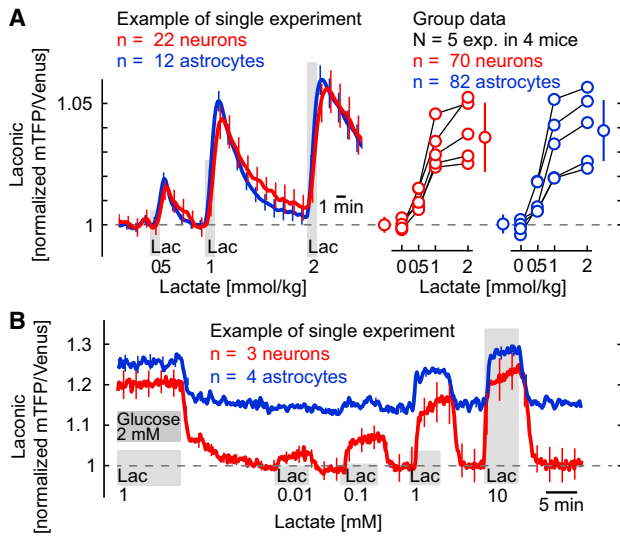 A
Example of single experiment
n = 22 neurons
n = 12 astrocytes
Group data
N = 5 exp. in 4 mice
n = 70 neurons
n = 82 astrocytes
Laconic
[normalized mTFP/Venus]
1.05
1
1 min
Lac
Lac
Lac
0.5
1
2
Lactate [mmol/kg]
0 0.5 1 2
0 0.5 1 2
Lactate [mmol/kg]
B
Example of single experiment
n = 3 neurons
n = 4 astrocytes
Laconic
[normalized mTFP/Venus]
1.3
1.2
1.1
1
Glucose
2 mM
Lac Lac Lac Lac Lac
1 0.01 0.1 1 10
5 min
Lactate [mM]